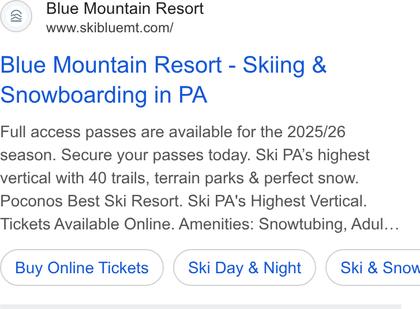 Blue Mountain Resort
www.skibluemt.com/
Blue Mountain Resort - Skiing &
Snowboarding in PA
Full access passes are available for the 2025/26
season. Secure your passes today. Ski PA’s highest
vertical with 40 trails, terrain parks & perfect snow.
Poconos Best Ski Resort. Ski PA's Highest Vertical.
Tickets Available Online. Amenities: Snowtubing, Adul...
Buy Online Tickets
Ski Day & Night
Ski & Snow